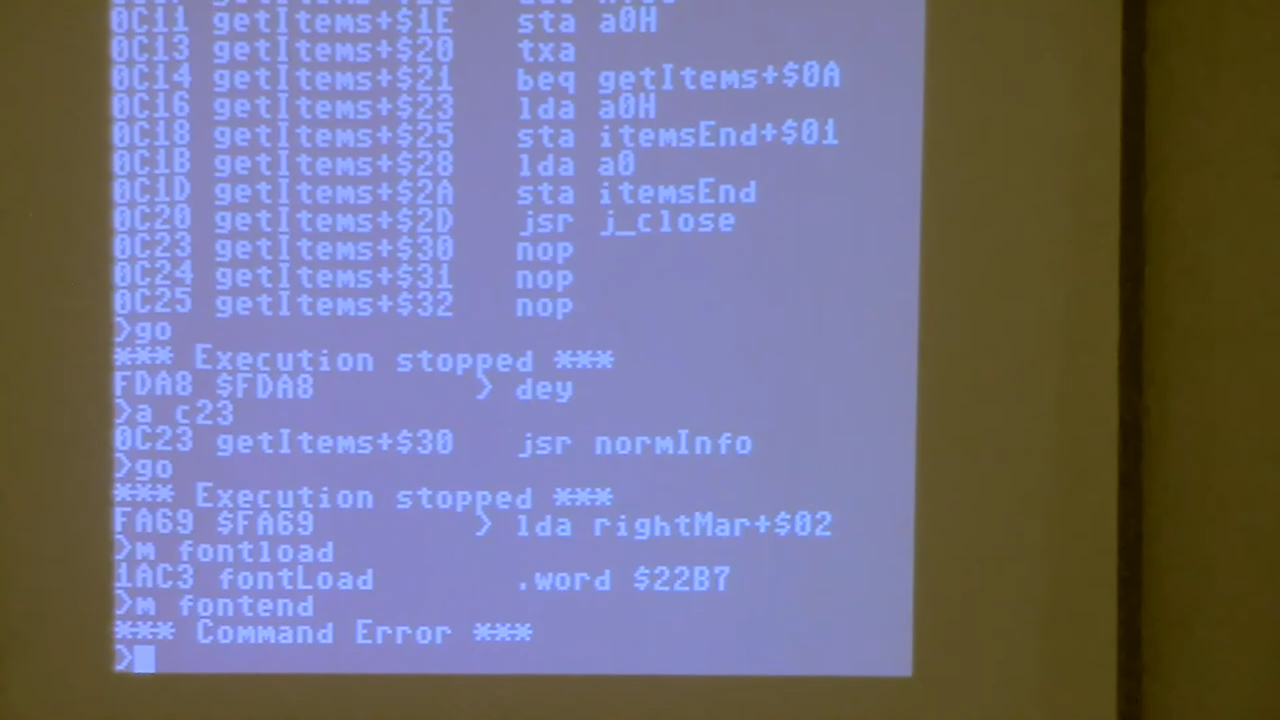 0C11 getItems+$1E sta a0H
0C13 getItems+$20 txa
0C14 getItems+$21 beq getItems+$0A
0C16 getItems+$23 lda a0H
0C18 getItems+$25 sta itemsEnd+$01
0C1B getItems+$28 lda a0
0C1D getItems+$2A sta itemsEnd
0C20 getItems+$2D jsr j_close
0C23 getItems+$30 nop
0C24 getItems+$31 nop
0C25 getItems+$32 nop
>go
*** Execution stopped ***
FDA8 $FDA8 > dey
>a c23
0C23 getItems+$30 jsr normInfo
>go
*** Execution stopped ***
FA69 $FA69 > lda rightMar+$02
>m fontload
1AC3 fontLoad .word $22B7
>m fontend
*** Command Error ***
>